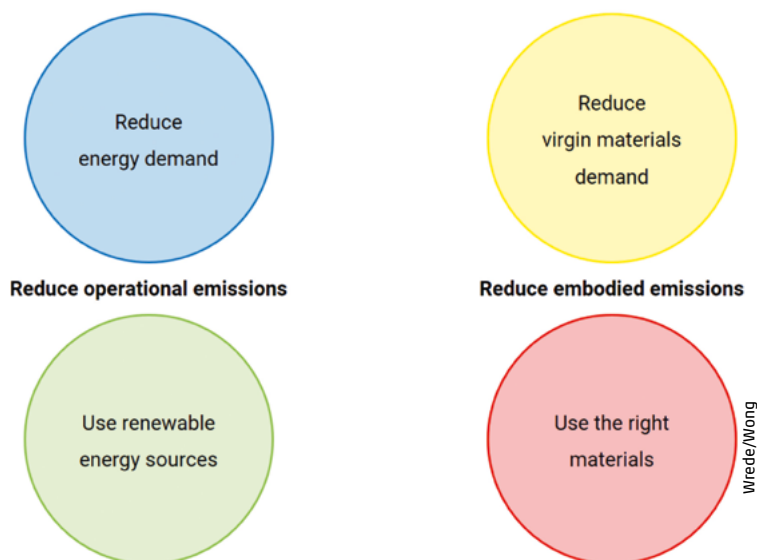 Reduce
energy demand
Reduce
virgin materials
demand
Reduce operational emissions
Reduce embodied emissions
Use renewable
energy sources
Use the right
materials
Wrede/Wong